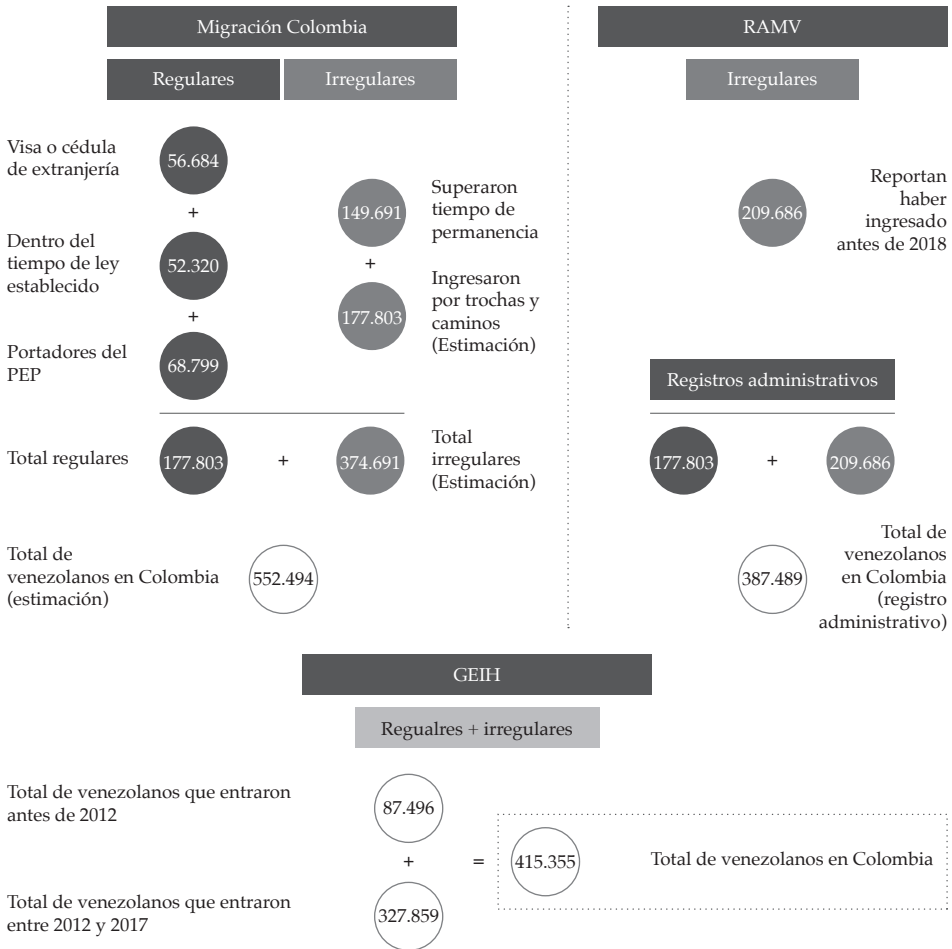 Migración Colombia
Regulares
Irregulares
Visa o cédula
de extranjería
56.684
+
Dentro del
tiempo de ley
establecido
52.320
+
Portadores del
PEP
68.799
149.691
Superaron
tiempo de
permanencia
+
177.803
Ingresaron
por trochas y
caminos
(Estimación)
Total regulares
177.803
+
374.691
Total
irregulares
(Estimación)
Total de
venezolanos en Colombia
(estimación)
552.494
RAMV
Irregulares
209.686
Reportan
haber
ingresado
antes de 2018
Registros administrativos
177.803
+
209.686
387.489
Total de
venezolanos
en Colombia
(registro
administrativo)
GEIH
Regualres + irregulares
Total de venezolanos que entraron
antes de 2012
87.496
+
Total de venezolanos que entraron
entre 2012 y 2017
327.859
=
415.355
Total de venezolanos en Colombia